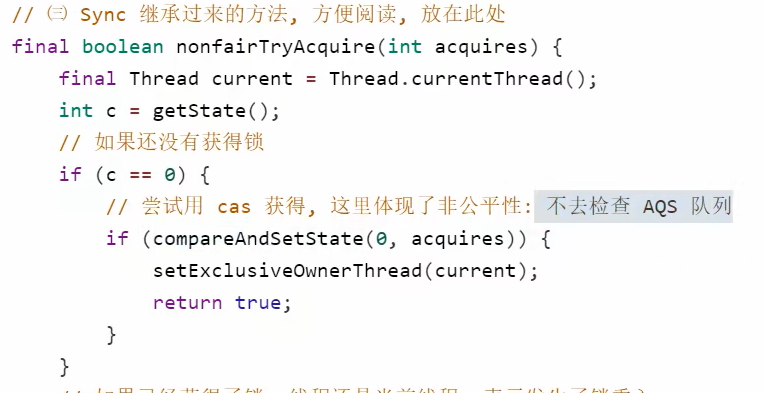 // ㈢ Sync 继承过来的方法, 方便阅读, 放在此处
final boolean nonfairTryAcquire(int acquires) {
    final Thread current = Thread.currentThread();
    int c = getState();
    // 如果还没有获得锁
    if (c == 0) {
        // 尝试用 cas 获得, 这里体现了非公平性: 不去检查 AQS 队列
        if (compareAndSetState(0, acquires)) {
            setExclusiveOwnerThread(current);
            return true;
        }
    }